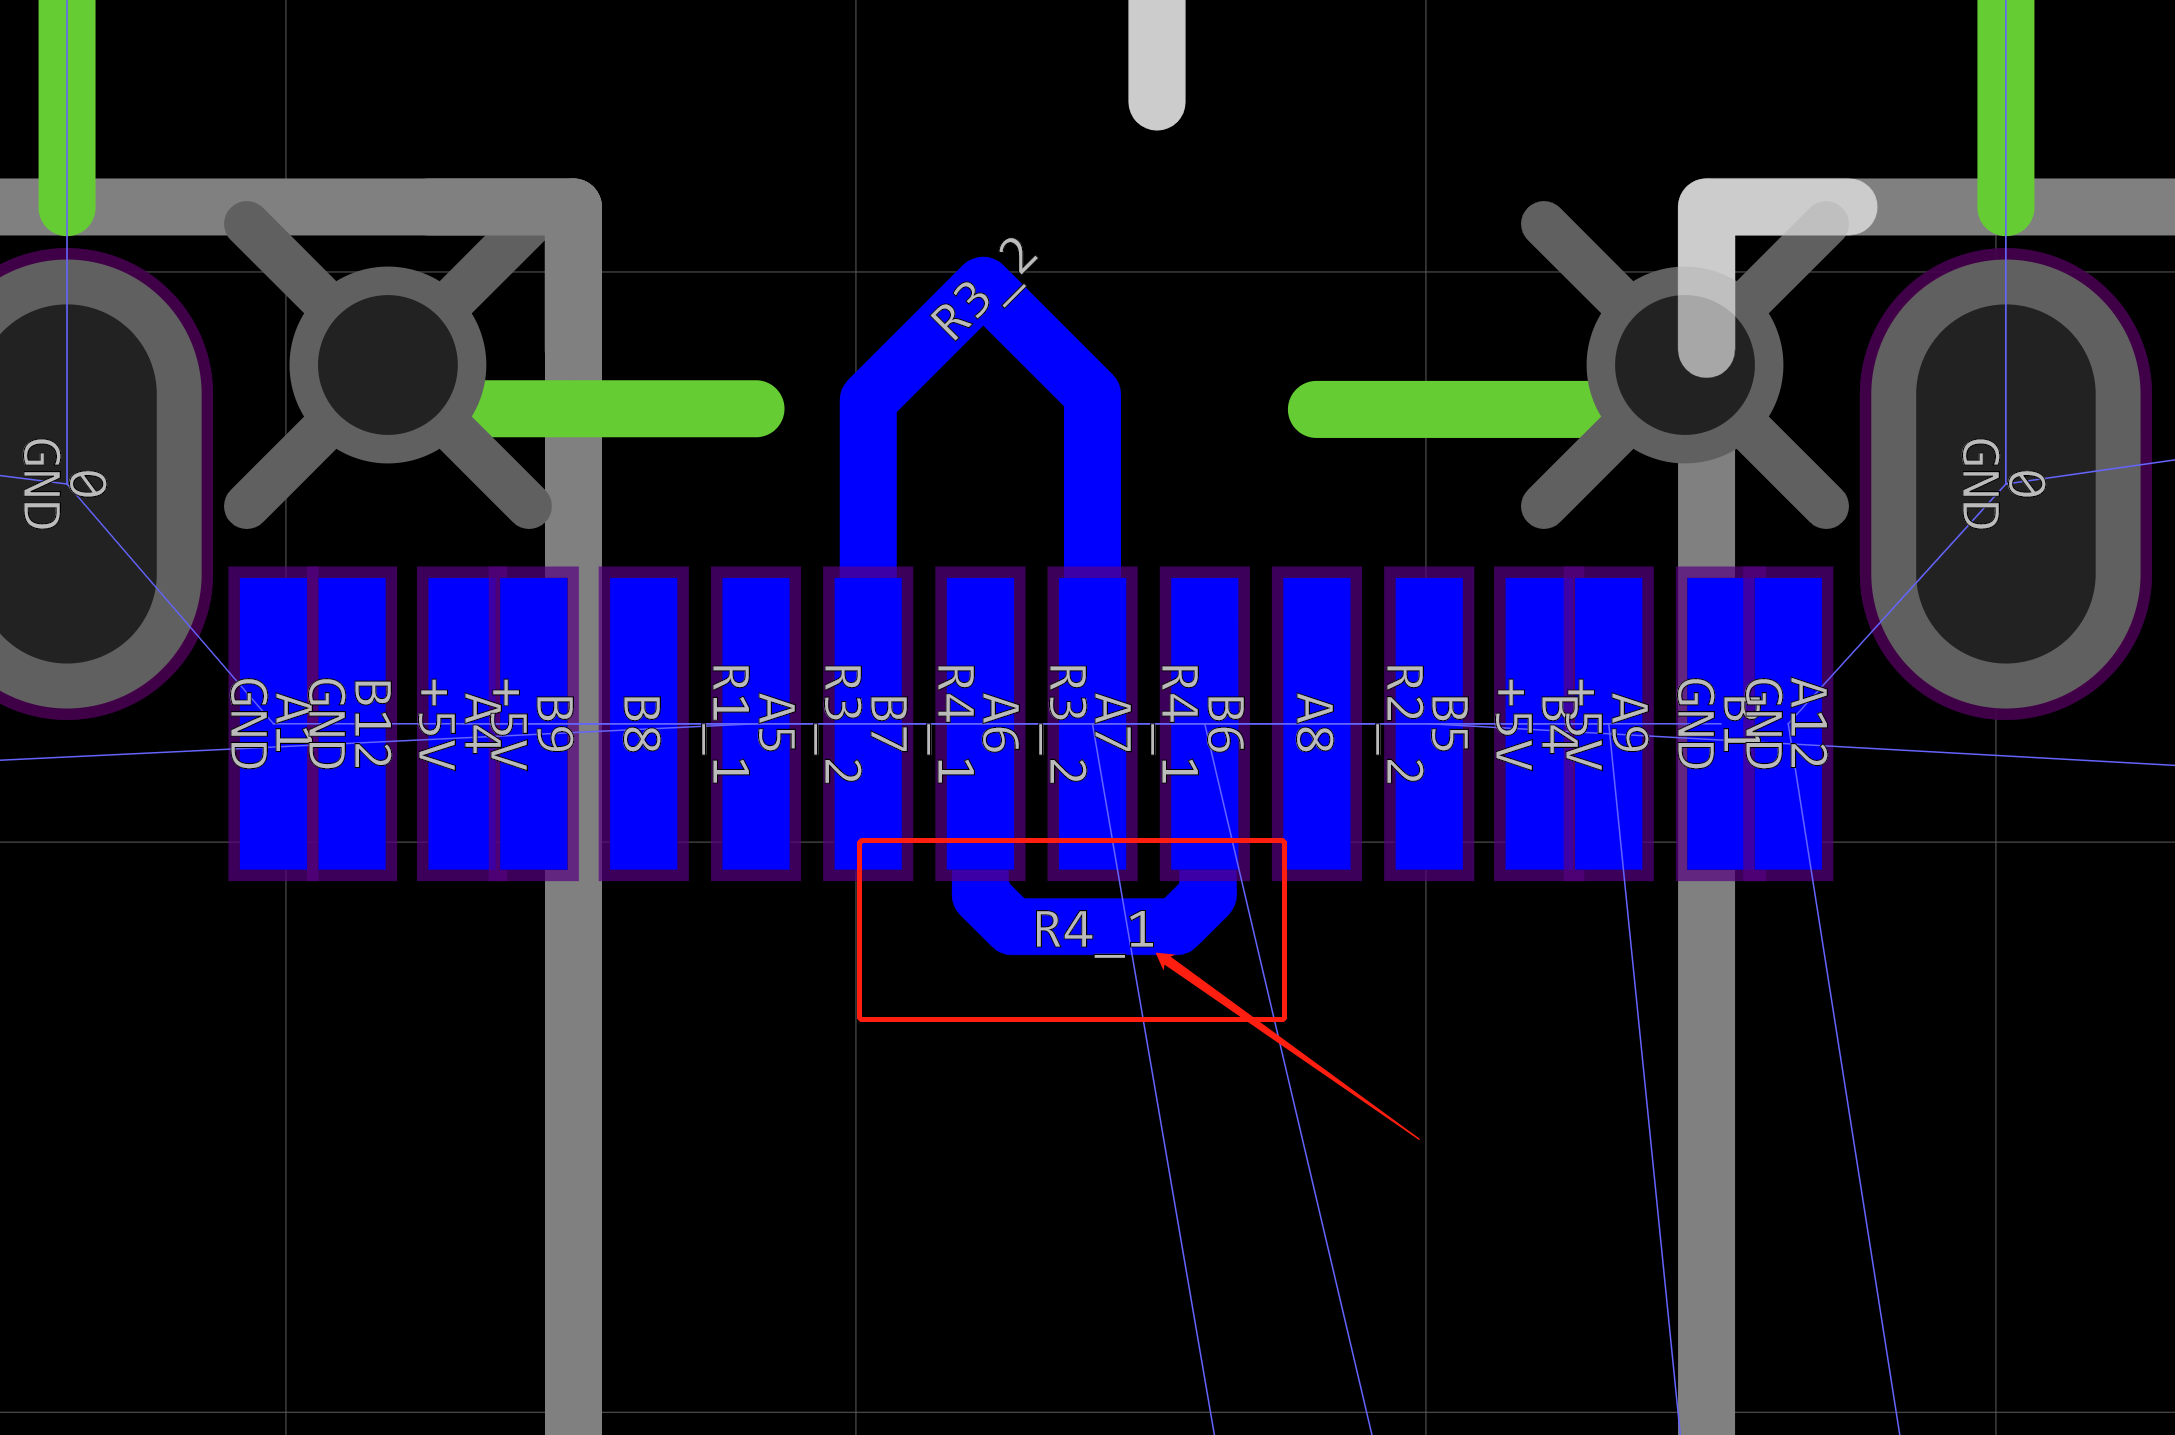 R3_2
0
GND
0
GND
A1
GND
B12
GND
A4
+5V
B9
+5V
B8
A5
R1_1
B7
R3_2
A6
R4_1
A7
R3_2
B6
R4_1
A8
B5
R2_2
B4
+5V
A9
+5V
B1
GND
A12
GND
R4_1